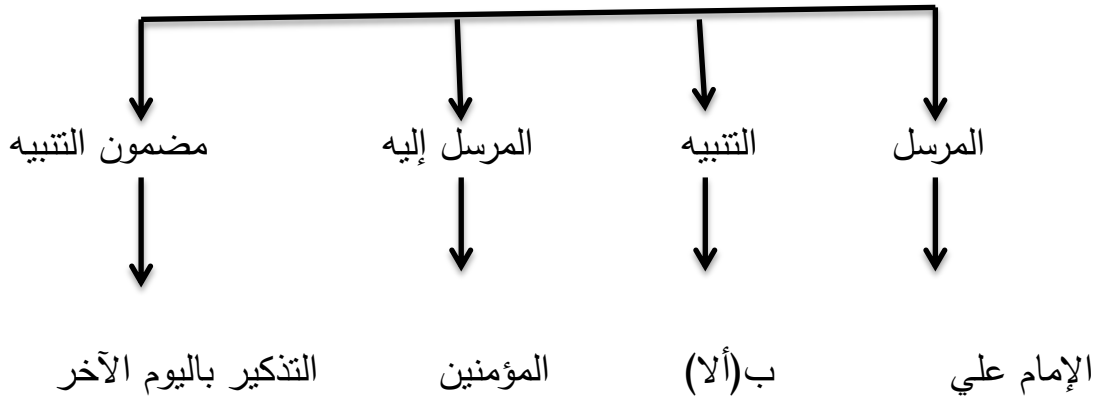 المرسل التنبيه المرسل إليه مضمون التنبيه
الإمام علي ب(ألا) المؤمنين التذكير باليوم الآخر